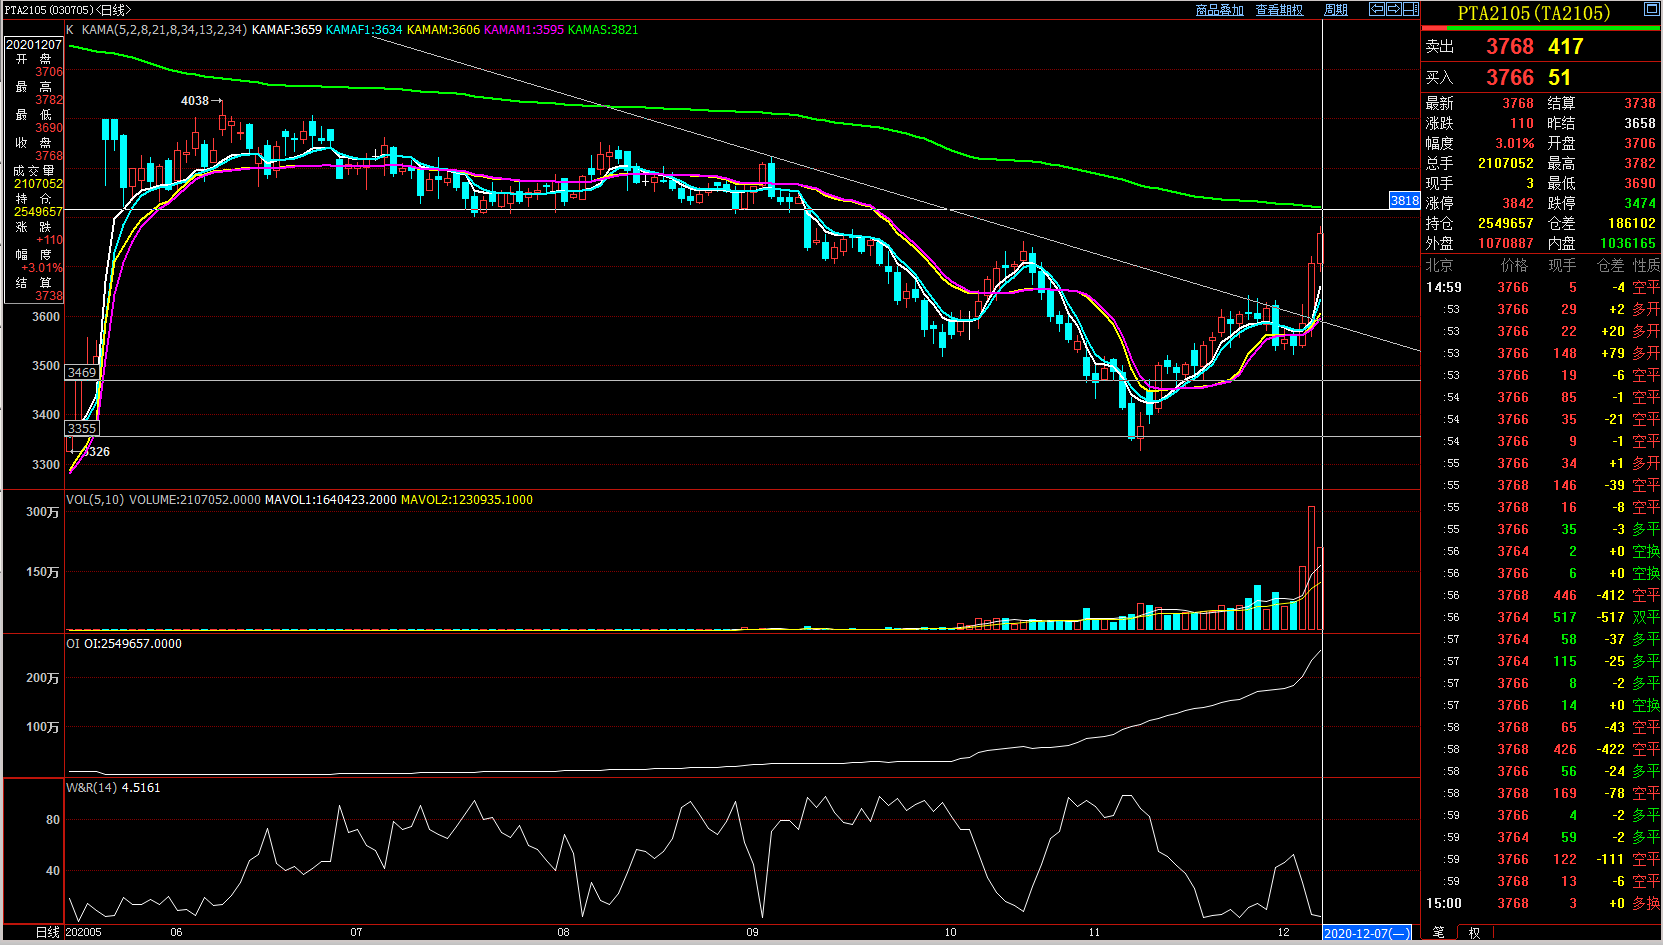 PTA2105(030705)<日线>
商品叠加 查看期权 周期
K KAMA(5,2,8,21,8,34,13,2,34) KAMAF:3659 KAMAF1:3634 KAMAM:3606 KAMAM1:3595 KAMAS:3821
20201207
开 盘
3706
最 高
3782
最 低
3690
收 盘
3768
成交量
2107052
持 仓
2549657
涨 跌
+110
幅 度
+3.01%
结 算
3738
4038
3818
3600
3500
3469
3400
3355
3326
3300
VOL(5,10) VOLUME:2107052.0000 MAVOL1:1640423.2000 MAVOL2:1230935.1000
300万
150万
OI OI:2549657.0000
200万
100万
W&R(14) 4.5161
80
40
日线 202005 06 07 08 09 10 11 12 2020-12-07(一)
PTA2105(TA2105)
卖出 3768 417
买入 3766 51
最新 3768 结算 3738
涨跌 110 昨结 3658
幅度 3.01% 开盘 3706
总手 2107052 最高 3782
现手 3 最低 3690
涨停 3842 跌停 3474
持仓 2549657 仓差 186102
外盘 1070887 内盘 1036165
北京 价格 现手 仓差 性质
14:59 3766 5 -4 空平
:53 3766 29 +2 多开
:53 3766 22 +20 多开
:53 3766 148 +79 多开
:53 3766 19 -6 空平
:54 3766 85 -1 空平
:54 3766 35 -21 空平
:54 3766 9 -1 空平
:55 3766 34 +1 多开
:55 3768 146 -39 空平
:55 3768 16 -8 空平
:55 3766 35 -3 多平
:56 3764 2 +0 空换
:56 3766 6 +0 空换
:56 3768 446 -412 空平
:56 3764 517 -517 双平
:57 3764 58 -37 多平
:57 3764 115 -25 多平
:57 3764 8 -2 多平
:57 3766 14 +0 空换
:58 3768 65 -43 空平
:58 3768 426 -422 空平
:58 3766 56 -24 多平
:58 3768 169 -78 空平
:59 3766 4 -2 多平
:59 3764 59 -2 多平
:59 3766 122 -111 空平
:59 3768 13 -6 空平
15:00 3768 3 +0 多换
笔 权